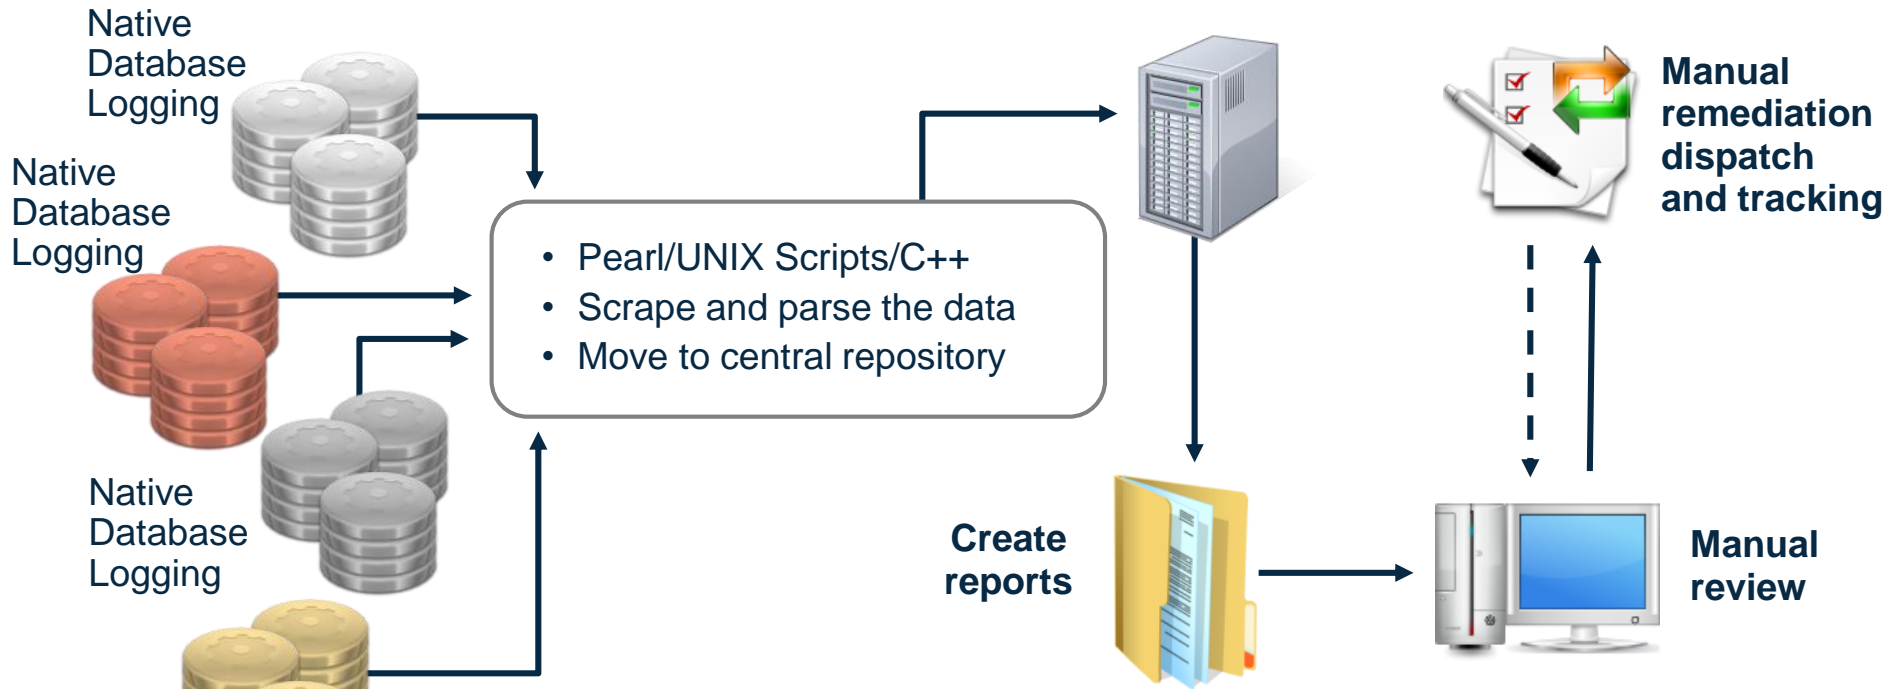 Native
Database
Logging
Native
Database
Logging
Native
Database
Logging
• Pearl/UNIX Scripts/C++
• Scrape and parse the data
• Move to central repository
Create
reports
Manual
remediation
dispatch
and tracking
Manual
review